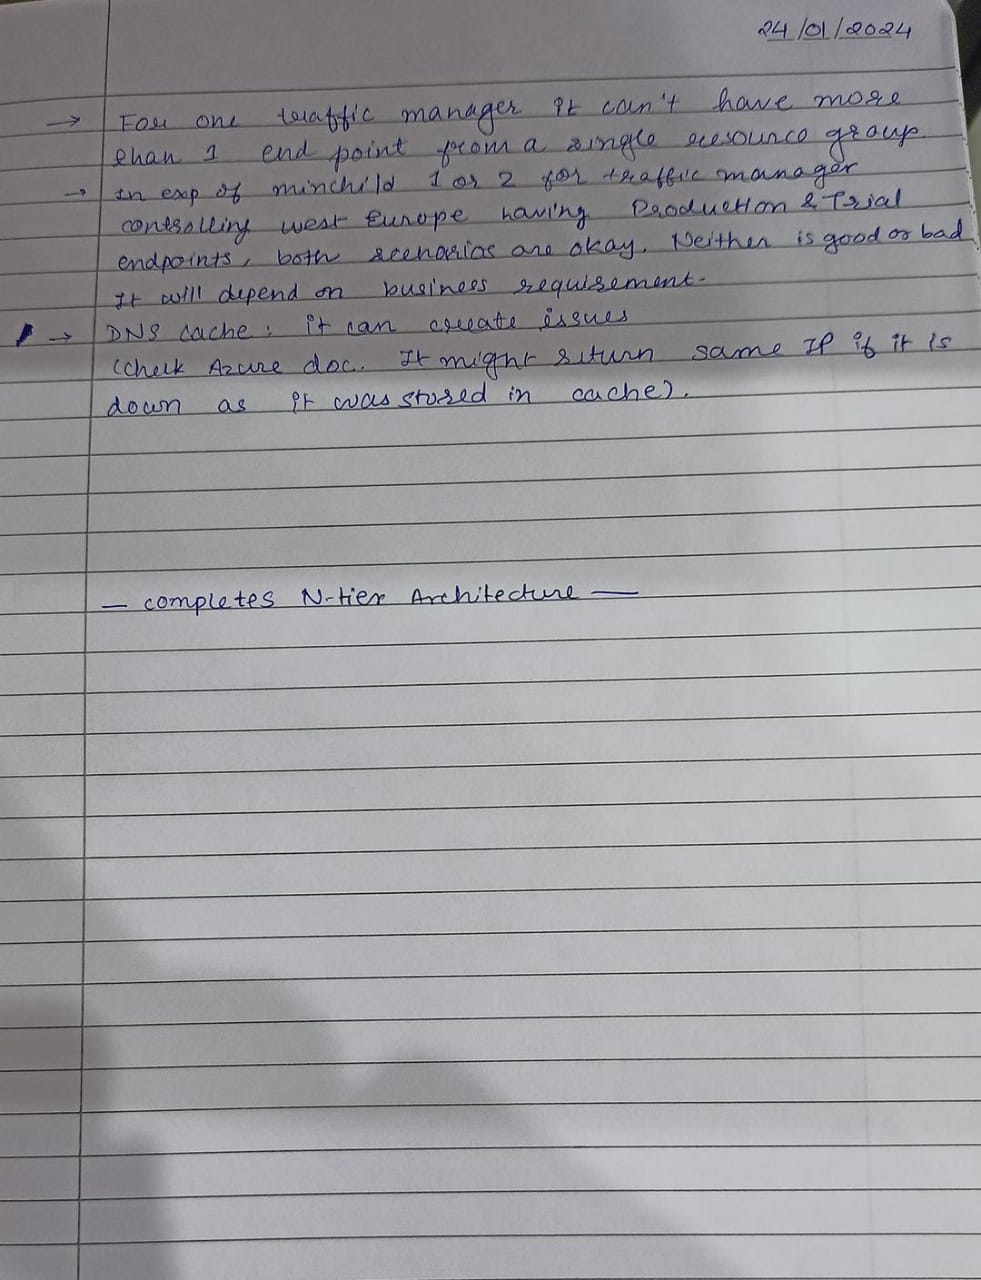 24/01/2024
→ For one traffic manager it can't have more
than 1 end point from a single resource group.
→ In exp of minchild 1 or 2 for traffic manager
controlling west Europe having Production & Trial
endpoints, both scenarios are okay. Neither is good or bad
It will depend on business requirement.
→ DNS cache: it can create issues
(check Azure doc. It might return same IP if it is
down as it was stored in cache).
— completes N-tier Architecture —